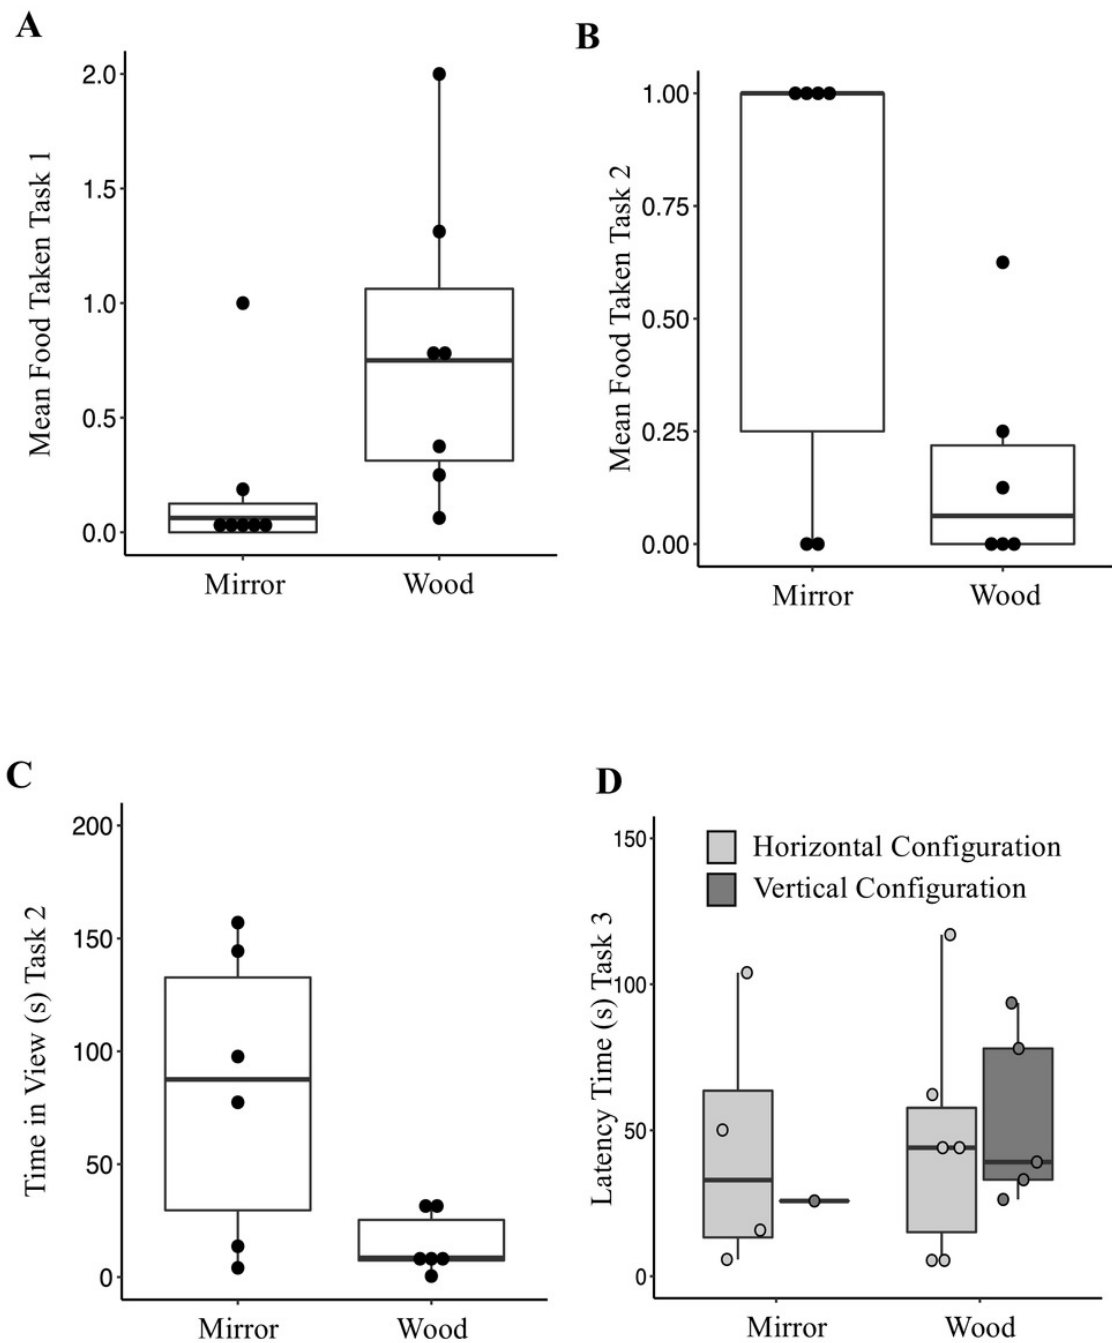 A
Mean Food Taken Task 1
2.0
1.5
1.0
0.5
0.0
Mirror Wood
B
Mean Food Taken Task 2
1.00
0.75
0.50
0.25
0.00
Mirror Wood
C
Time in View (s) Task 2
200
150
100
50
0
Mirror Wood
D
Latency Time (s) Task 3
150
100
50
0
Horizontal Configuration
Vertical Configuration
Mirror Wood